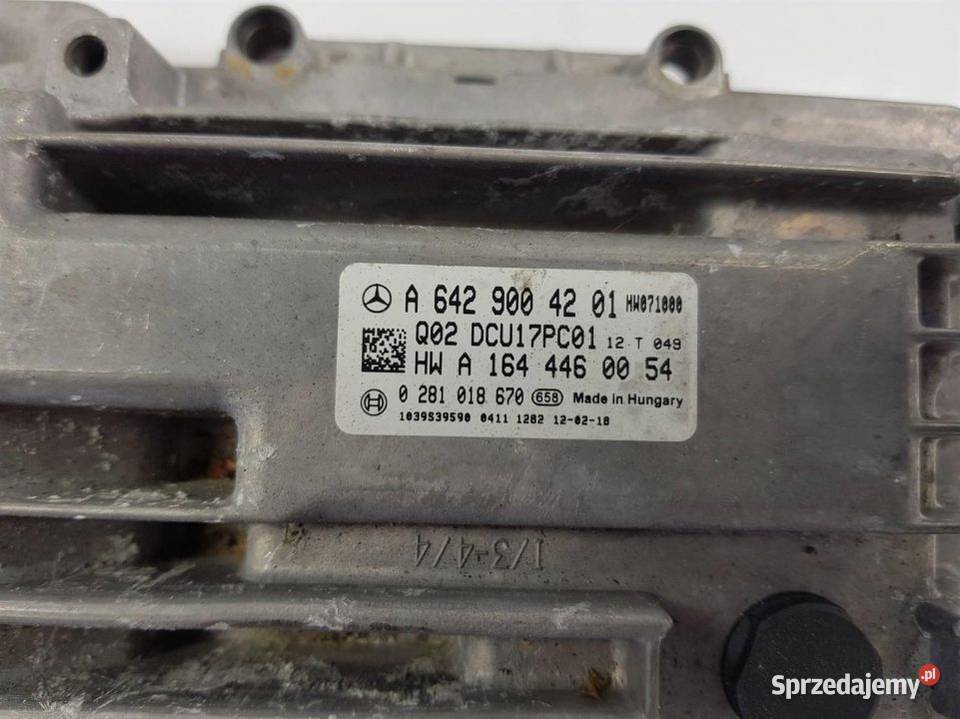 A 642 900 42 01 HW071000
Q02 DCU17PC01 12 T 049
HW A 164 446 00 54
0 281 018 670 658 Made in Hungary
1039S39590 0411 1282 12-02-18
1/3-4/4
Sprzedajemy.pl